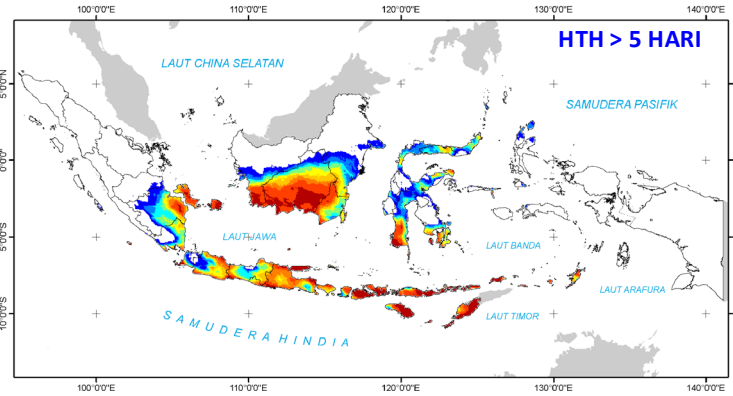 100°0'0"E 110°0'0"E 120°0'0"E 130°0'0"E 140°0'0"E
HTH > 5 HARI
LAUT CHINA SELATAN
5°0'0"N
SAMUDERA PASIFIK
0°0'0"
LAUT JAWA
5°0'0"S
LAUT BANDA
LAUT ARAFURA
10°0'0"S
LAUT TIMOR
SAMUDERA HINDIA
100°0'0"E 110°0'0"E 120°0'0"E 130°0'0"E 140°0'0"E